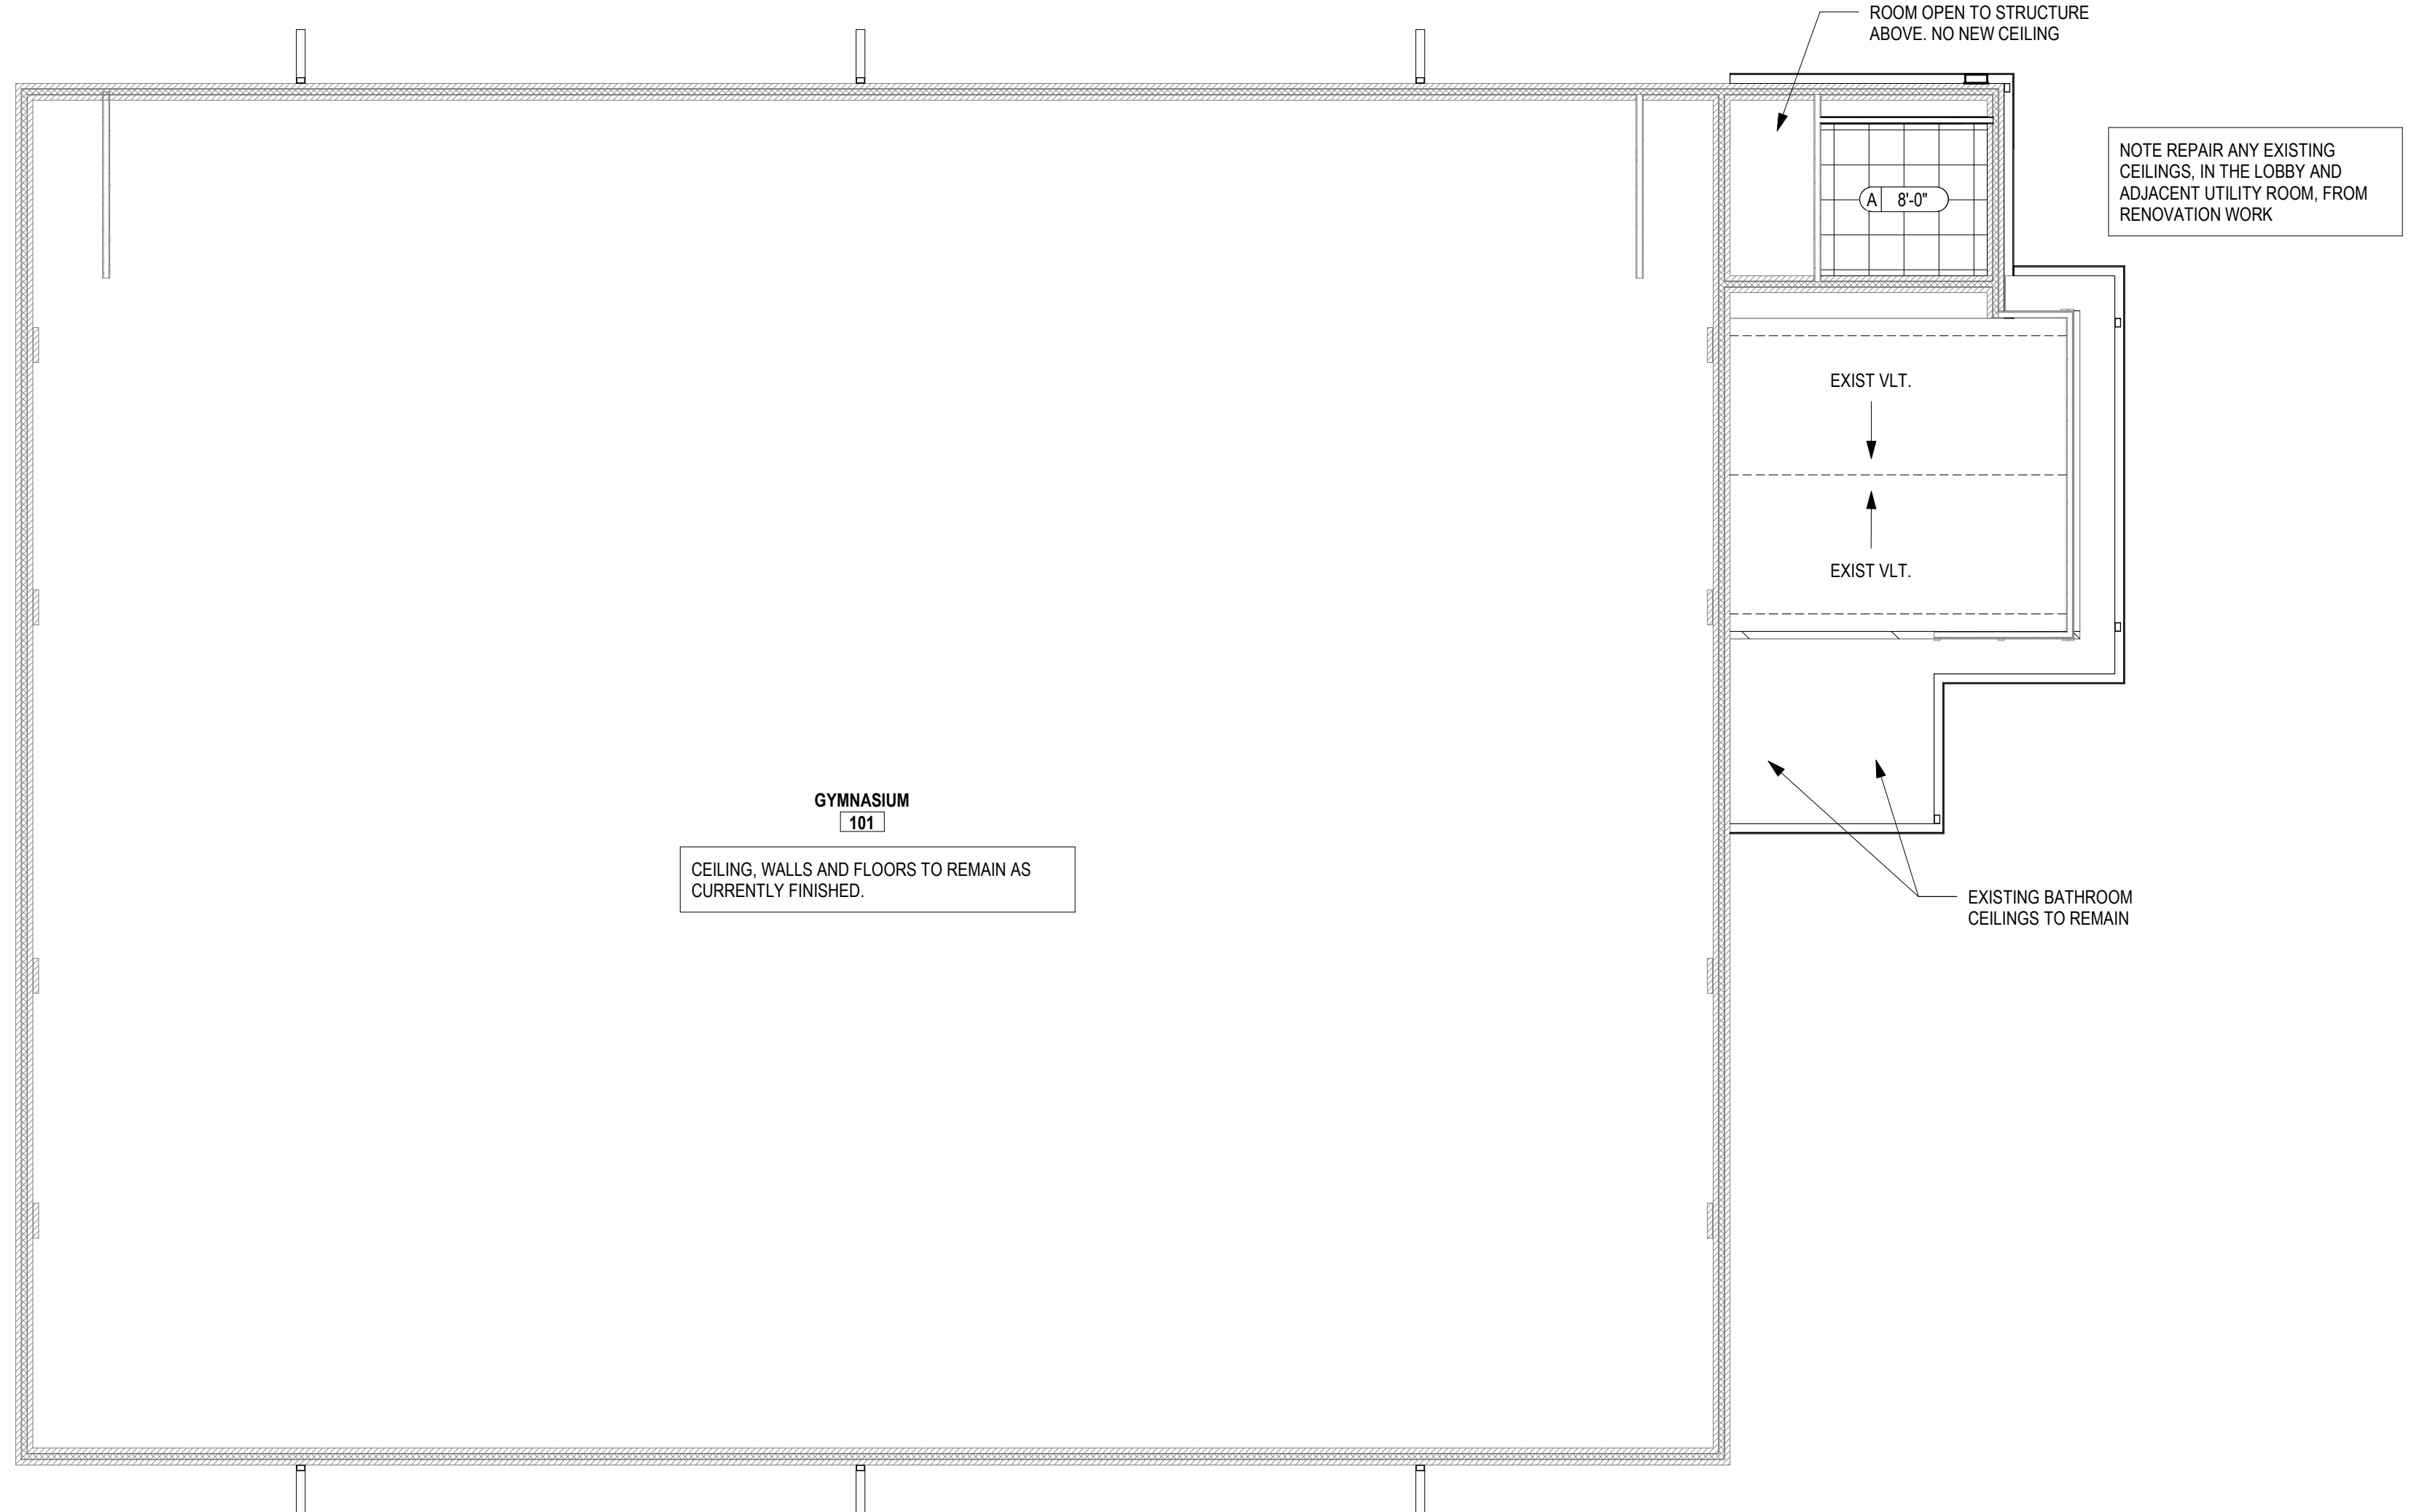 ROOM OPEN TO STRUCTURE
ABOVE. NO NEW CEILING
NOTE REPAIR ANY EXISTING
CEILINGS, IN THE LOBBY AND
ADJACENT UTILITY ROOM, FROM
RENOVATION WORK
A 8'-0"
EXIST VLT.
EXIST VLT.
GYMNASIUM
101
CEILING, WALLS AND FLOORS TO REMAIN AS
CURRENTLY FINISHED.
EXISTING BATHROOM
CEILINGS TO REMAIN